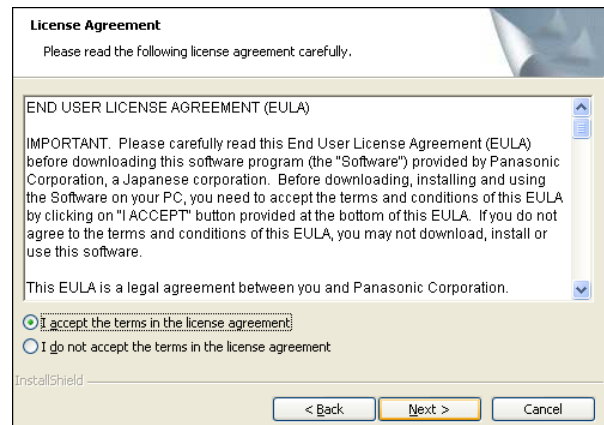 License Agreement
Please read the following license agreement carefully.
END USER LICENSE AGREEMENT (EULA)
IMPORTANT.  Please carefully read this End User License Agreement (EULA)
before downloading this software program (the "Software") provided by Panasonic
Corporation, a Japanese corporation.  Before downloading, installing and using
the Software on your PC, you need to accept the terms and conditions of this EULA
by clicking on "I ACCEPT" button provided at the bottom of this EULA.  If you do not
agree to the terms and conditions of this EULA, you may not download, install or
use this software.
This EULA is a legal agreement between you and Panasonic Corporation.
I accept the terms in the license agreement
I do not accept the terms in the license agreement
InstallShield
< Back
Next >
Cancel